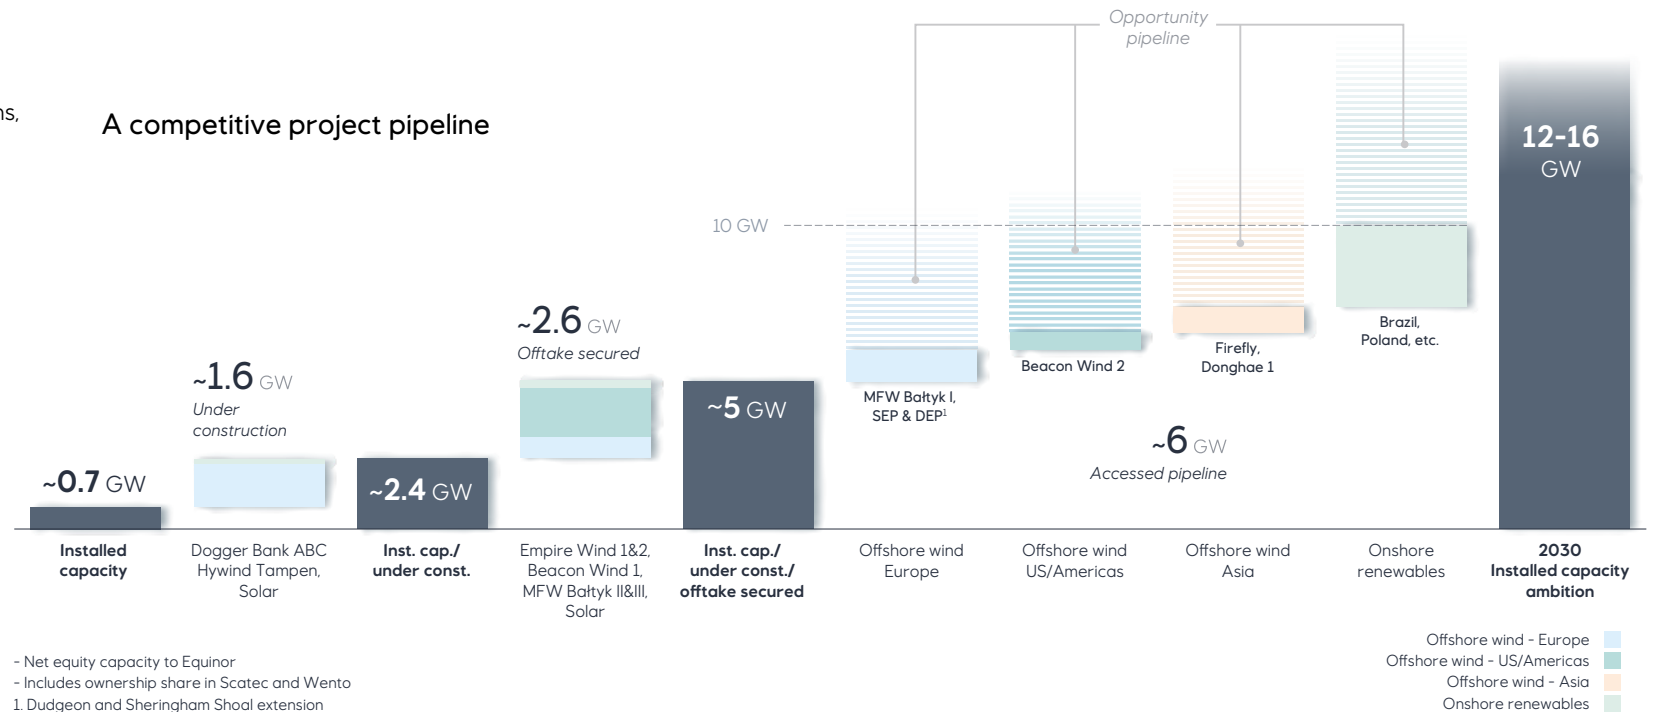 Opportunity
pipeline
ns,
A competitive project pipeline
12-16
GW
10 GW
~2.6 GW
Offtake secured
Brazil,
Poland, etc.
Firefly,
Donghae 1
Beacon Wind 2
~1.6 GW
Under
construction
MFW Bałtyk I,
SEP & DEP¹
~5 GW
~6 GW
Accessed pipeline
~0.7 GW
~2.4 GW
Installed
capacity
Dogger Bank ABC
Hywind Tampen,
Solar
Inst. cap./
under const.
Empire Wind 1&2,
Beacon Wind 1,
MFW Bałtyk II&III,
Solar
Inst. cap./
under const./
offtake secured
Offshore wind
Europe
Offshore wind
US/Americas
Offshore wind
Asia
Onshore
renewables
2030
Installed capacity
ambition
Offshore wind - Europe
Offshore wind - US/Americas
Offshore wind - Asia
Onshore renewables
- Net equity capacity to Equinor
- Includes ownership share in Scatec and Wento
1. Dudgeon and Sheringham Shoal extension